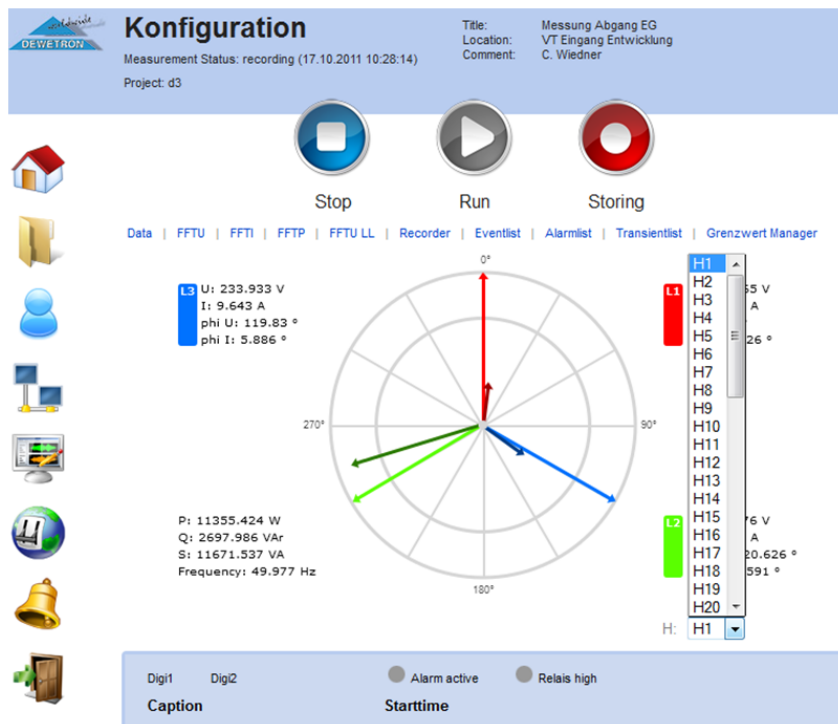 worldwide
DEWETRON
Konfiguration
Measurement Status: recording (17.10.2011 10:28:14)
Project: d3
Title: Messung Abgang EG
Location: VT Eingang Entwicklung
Comment: C. Wiedner
Stop Run Storing
Data | FFTU | FFTI | FFTP | FFTU LL | Recorder | Eventlist | Alarmlist | Transientlist | Grenzwert Manager
0°
90°
180°
270°
L3
U: 233.933 V
I: 9.643 A
phi U: 119.83 °
phi I: 5.886 °
L1
V
A
26 °
P: 11355.424 W
Q: 2697.986 VAr
S: 11671.537 VA
Frequency: 49.977 Hz
L2
76 V
A
20.626 °
591 °
H1
H2
H3
H4
H5
H6
H7
H8
H9
H10
H11
H12
H13
H14
H15
H16
H17
H18
H19
H20
H: H1
Digi1 Digi2 Alarm active Relais high
Caption Starttime